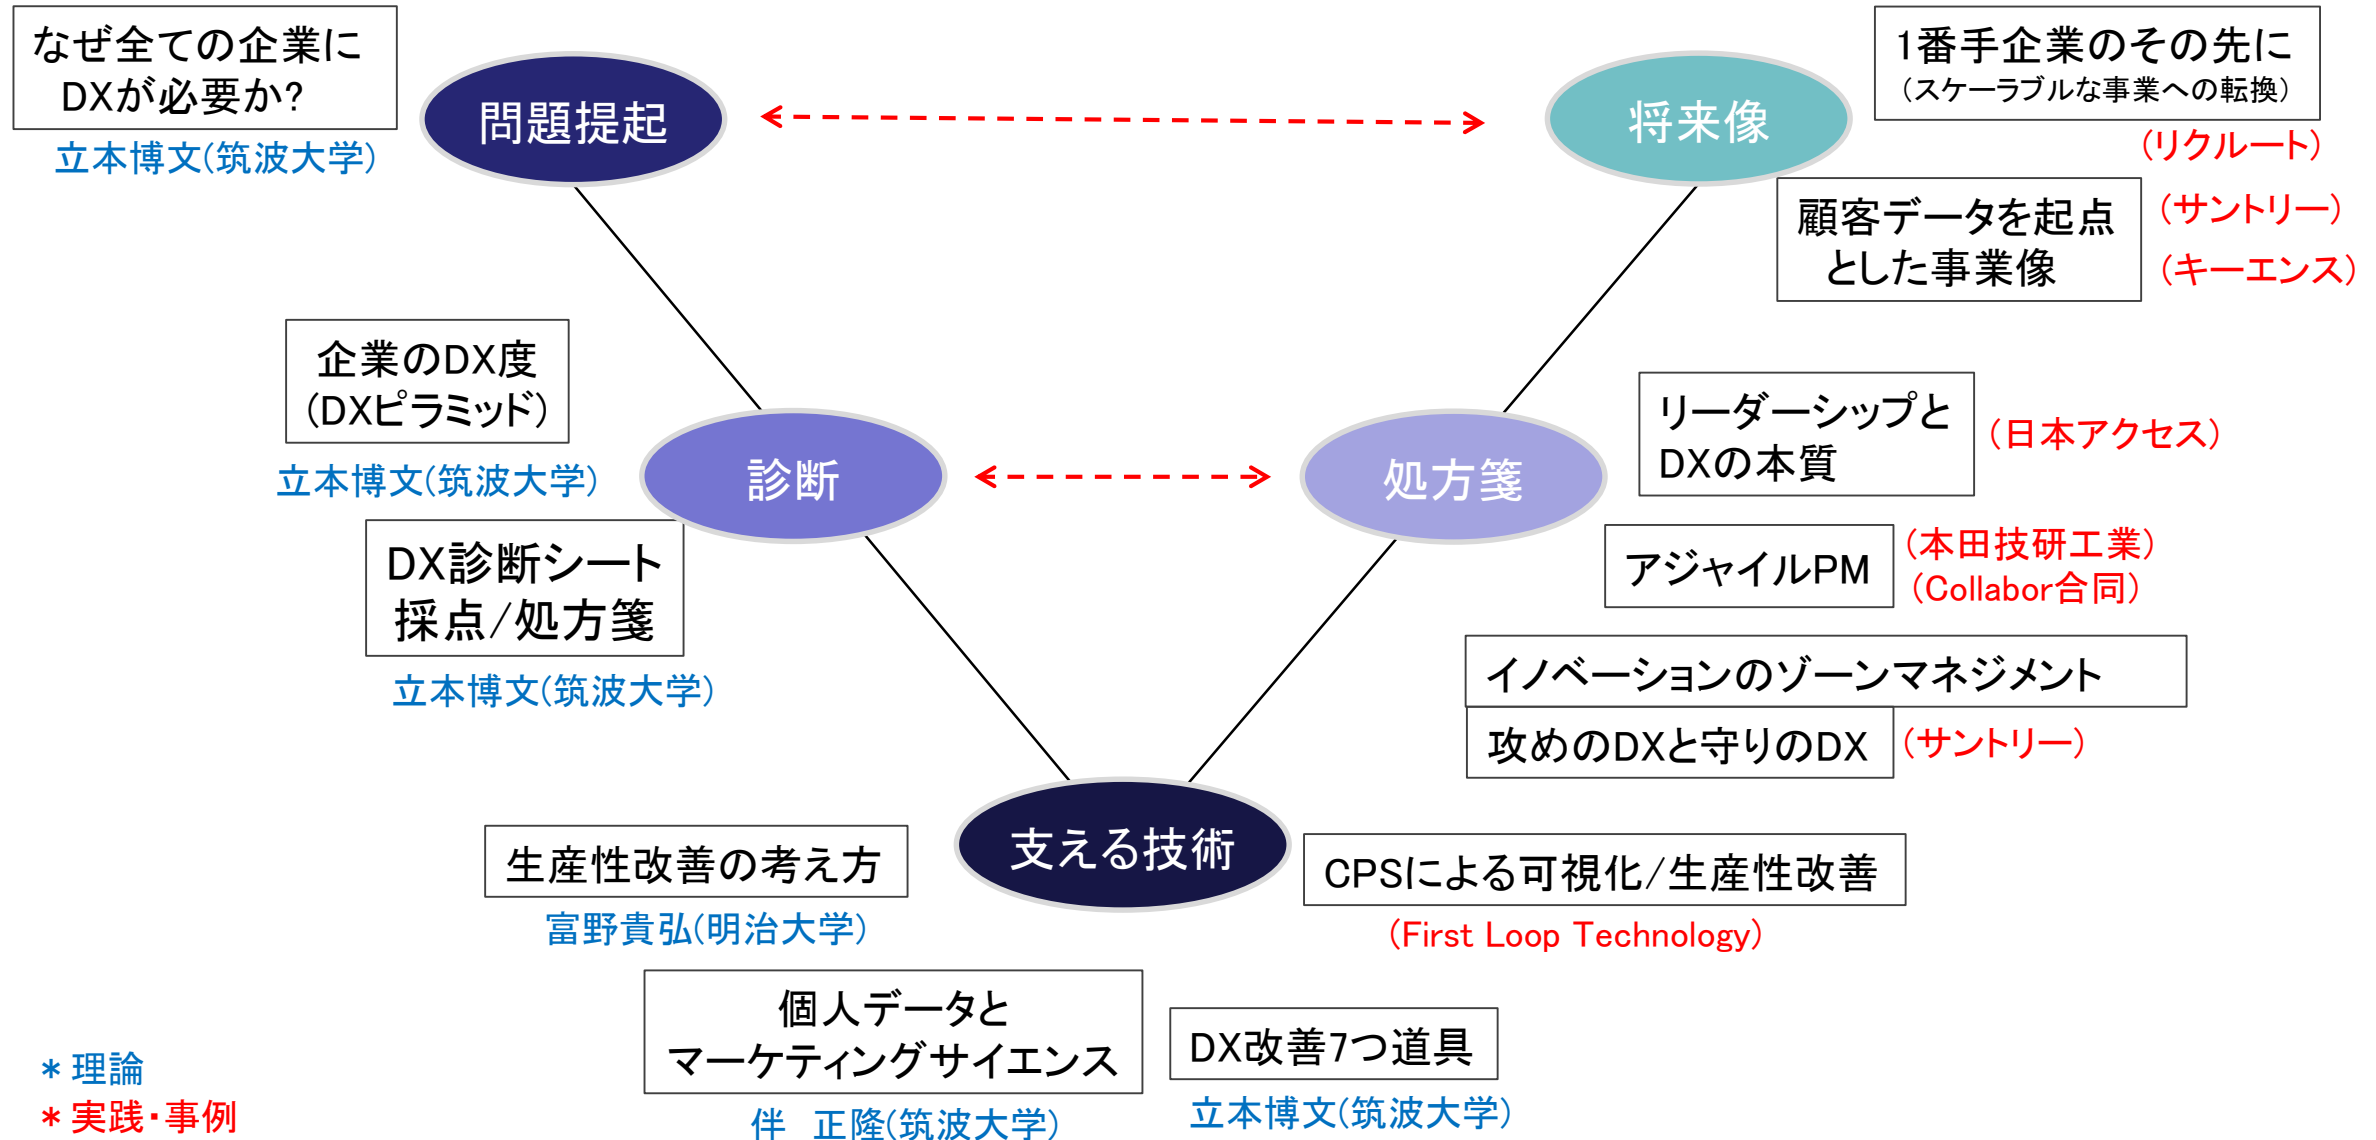 なぜ全ての企業に
DXが必要か?
立本博文(筑波大学)
問題提起
将来像
1番手企業のその先に
(スケーラブルな事業への転換)
(リクルート)
顧客データを起点
とした事業像
(サントリー)
(キーエンス)
企業のDX度
(DXピラミッド)
立本博文(筑波大学)
診断
DX診断シート
採点/処方箋
立本博文(筑波大学)
処方箋
リーダーシップと
DXの本質
(日本アクセス)
アジャイルPM
(本田技研工業)
(Collabor合同)
イノベーションのゾーンマネジメント
攻めのDXと守りのDX
(サントリー)
支える技術
生産性改善の考え方
富野貴弘(明治大学)
CPSによる可視化/生産性改善
(First Loop Technology)
個人データと
マーケティングサイエンス
伴　正隆(筑波大学)
DX改善7つ道具
立本博文(筑波大学)
* 理論
* 実践・事例